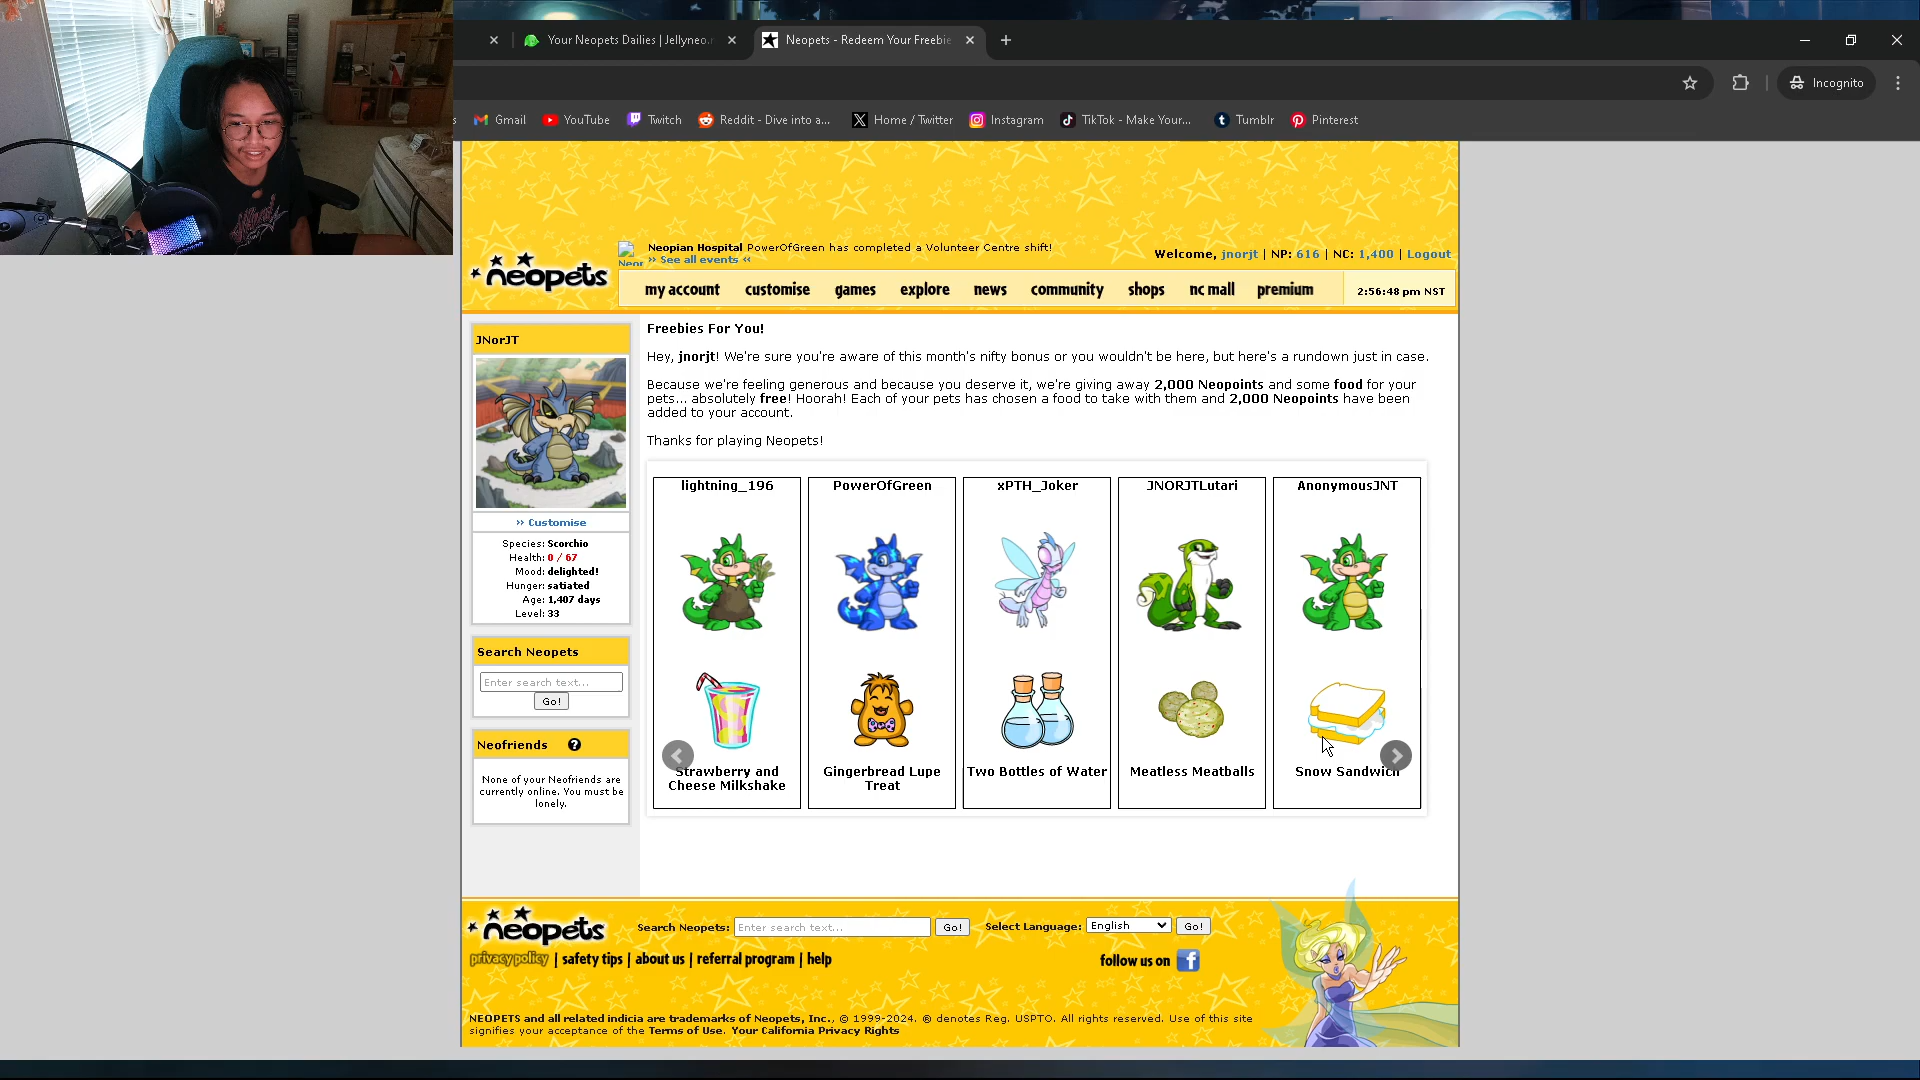 Your Neopets Dailies | Jellyneo.n
Neopets - Redeem Your Freebie
Incognito
s
Gmail
YouTube
Twitch
Reddit - Dive into a...
Home / Twitter
Instagram
TikTok - Make Your...
Tumblr
Pinterest
Neopian Hospital PowerOfGreen has completed a Volunteer Centre shift!
›› See all events ‹‹
Welcome, jnorjt | NP: 616 | NC: 1,400 | Logout
neopets
my account
customise
games
explore
news
community
shops
nc mall
premium
2:56:48 pm NST
JNorJT
›› Customise
Species: Scorchio
Health: 0 / 67
Mood: delighted!
Hunger: satiated
Age: 1,407 days
Level: 33
Search Neopets
Enter search text...
Go!
Neofriends ?
None of your Neofriends are
currently online. You must be
lonely.
Freebies For You!
Hey, jnorjt! We're sure you're aware of this month's nifty bonus or you wouldn't be here, but here's a rundown just in case.
Because we're feeling generous and because you deserve it, we're giving away 2,000 Neopoints and some food for your
pets... absolutely free! Hoorah! Each of your pets has chosen a food to take with them and 2,000 Neopoints have been
added to your account.
Thanks for playing Neopets!
lightning_196
PowerOfGreen
xPTH_Joker
JNORJTLutari
AnonymousJNT
Strawberry and
Cheese Milkshake
Gingerbread Lupe
Treat
Two Bottles of Water
Meatless Meatballs
Snow Sandwich
neopets
Search Neopets: Enter search text... Go! Select Language: English Go!
privacy policy | safety tips | about us | referral program | help
follow us on f
NEOPETS and all related indicia are trademarks of Neopets, Inc., © 1999-2024. ® denotes Reg. USPTO. All rights reserved. Use of this site
signifies your acceptance of the Terms of Use. Your California Privacy Rights